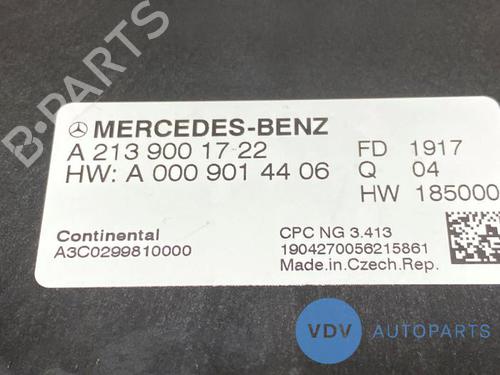 B-PARTS
MERCEDES-BENZ
A 213 900 17 22 FD 1917
HW: A 000 901 44 06 Q 04
HW 185000
Continental CPC NG 3.413
A3C0299810000 1904270056215861
Made.in.Czech.Rep.
VDV AUTOPARTS